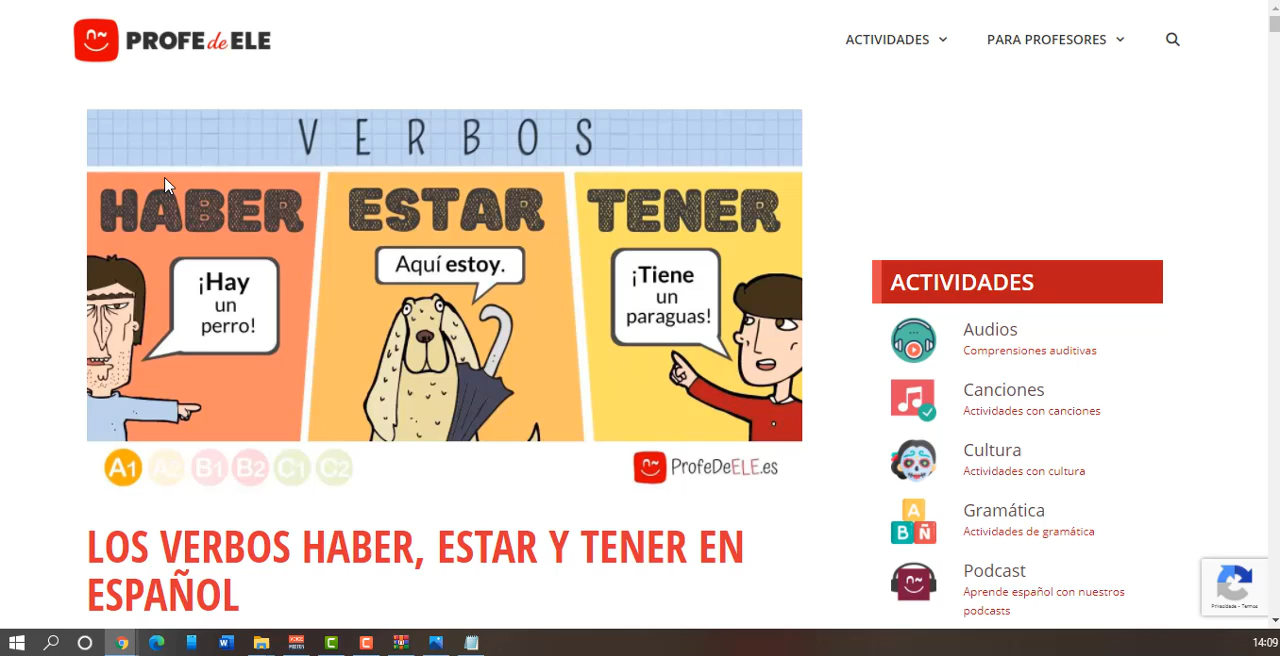 PROFE de ELE
ACTIVIDADES
PARA PROFESORES
VERBOS
HABER
ESTAR
TENER
¡Hay
un
perro!
Aquí estoy.
¡Tiene
un
paraguas!
A1 A2 B1 B2 C1 C2
ProfeDeELE.es
LOS VERBOS HABER, ESTAR Y TENER EN
ESPAÑOL
ACTIVIDADES
Audios
Comprensiones auditivas
Canciones
Actividades con canciones
Cultura
Actividades con cultura
A
B Ñ
Gramática
Actividades de gramática
Podcast
Aprende español con nuestros
podcasts
Privacidad - Términos
14:09